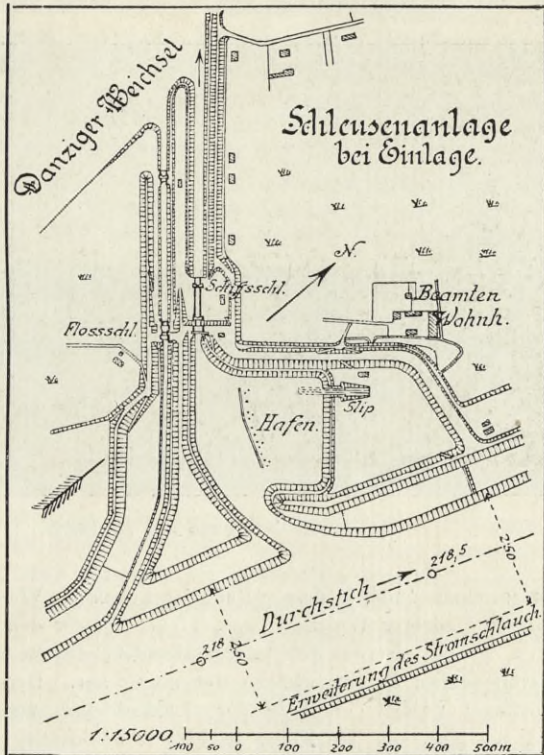 Danziger Weichsel
Schleusenanlage
bei Einlage.
N.
Schiffsschl.
Beamten
Wohnh.
Flossschl.
Slip
Hafen.
218,5
250
Durchstich
218
250
Erweiterung des Stromschlauch.
1:15000
100 50 0 100 200 300 400 500m